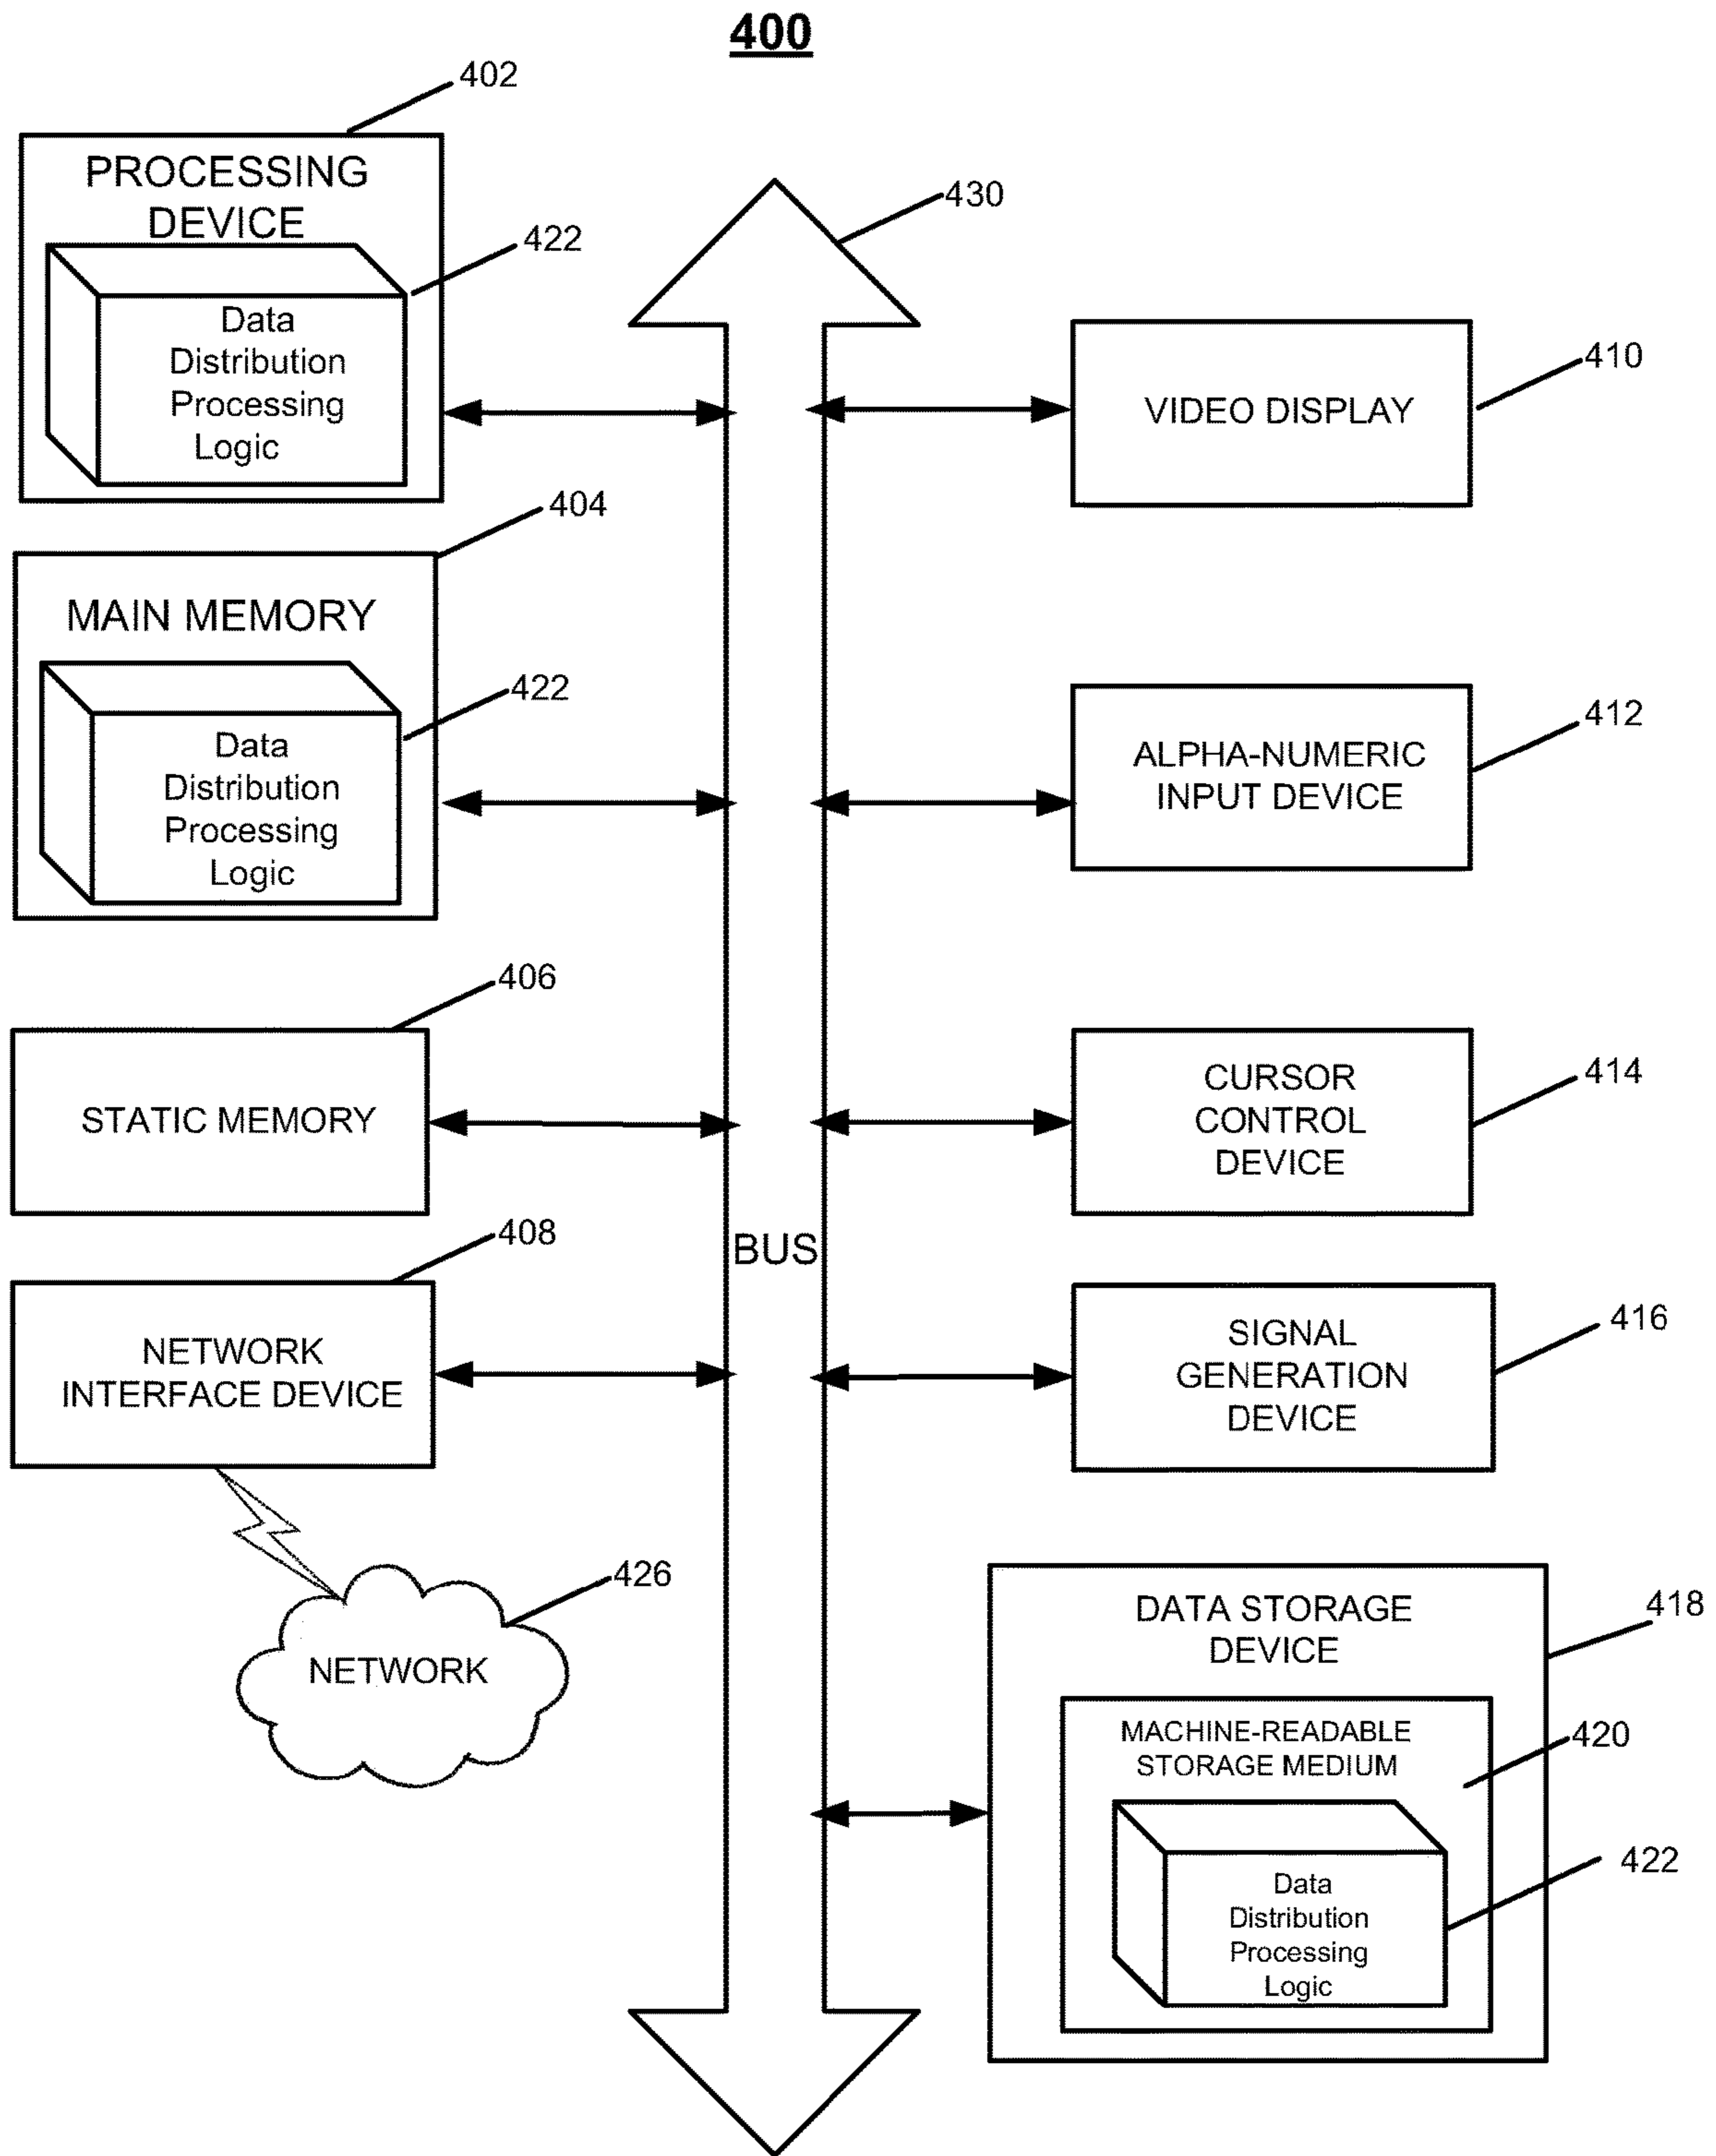 400
402
PROCESSING
DEVICE
422
Data
Distribution
Processing
Logic
404
MAIN MEMORY
422
Data
Distribution
Processing
Logic
406
STATIC MEMORY
408
NETWORK
INTERFACE DEVICE
426
NETWORK
430
BUS
410
VIDEO DISPLAY
412
ALPHA-NUMERIC
INPUT DEVICE
414
CURSOR
CONTROL
DEVICE
416
SIGNAL
GENERATION
DEVICE
418
DATA STORAGE
DEVICE
420
MACHINE-READABLE
STORAGE MEDIUM
422
Data
Distribution
Processing
Logic